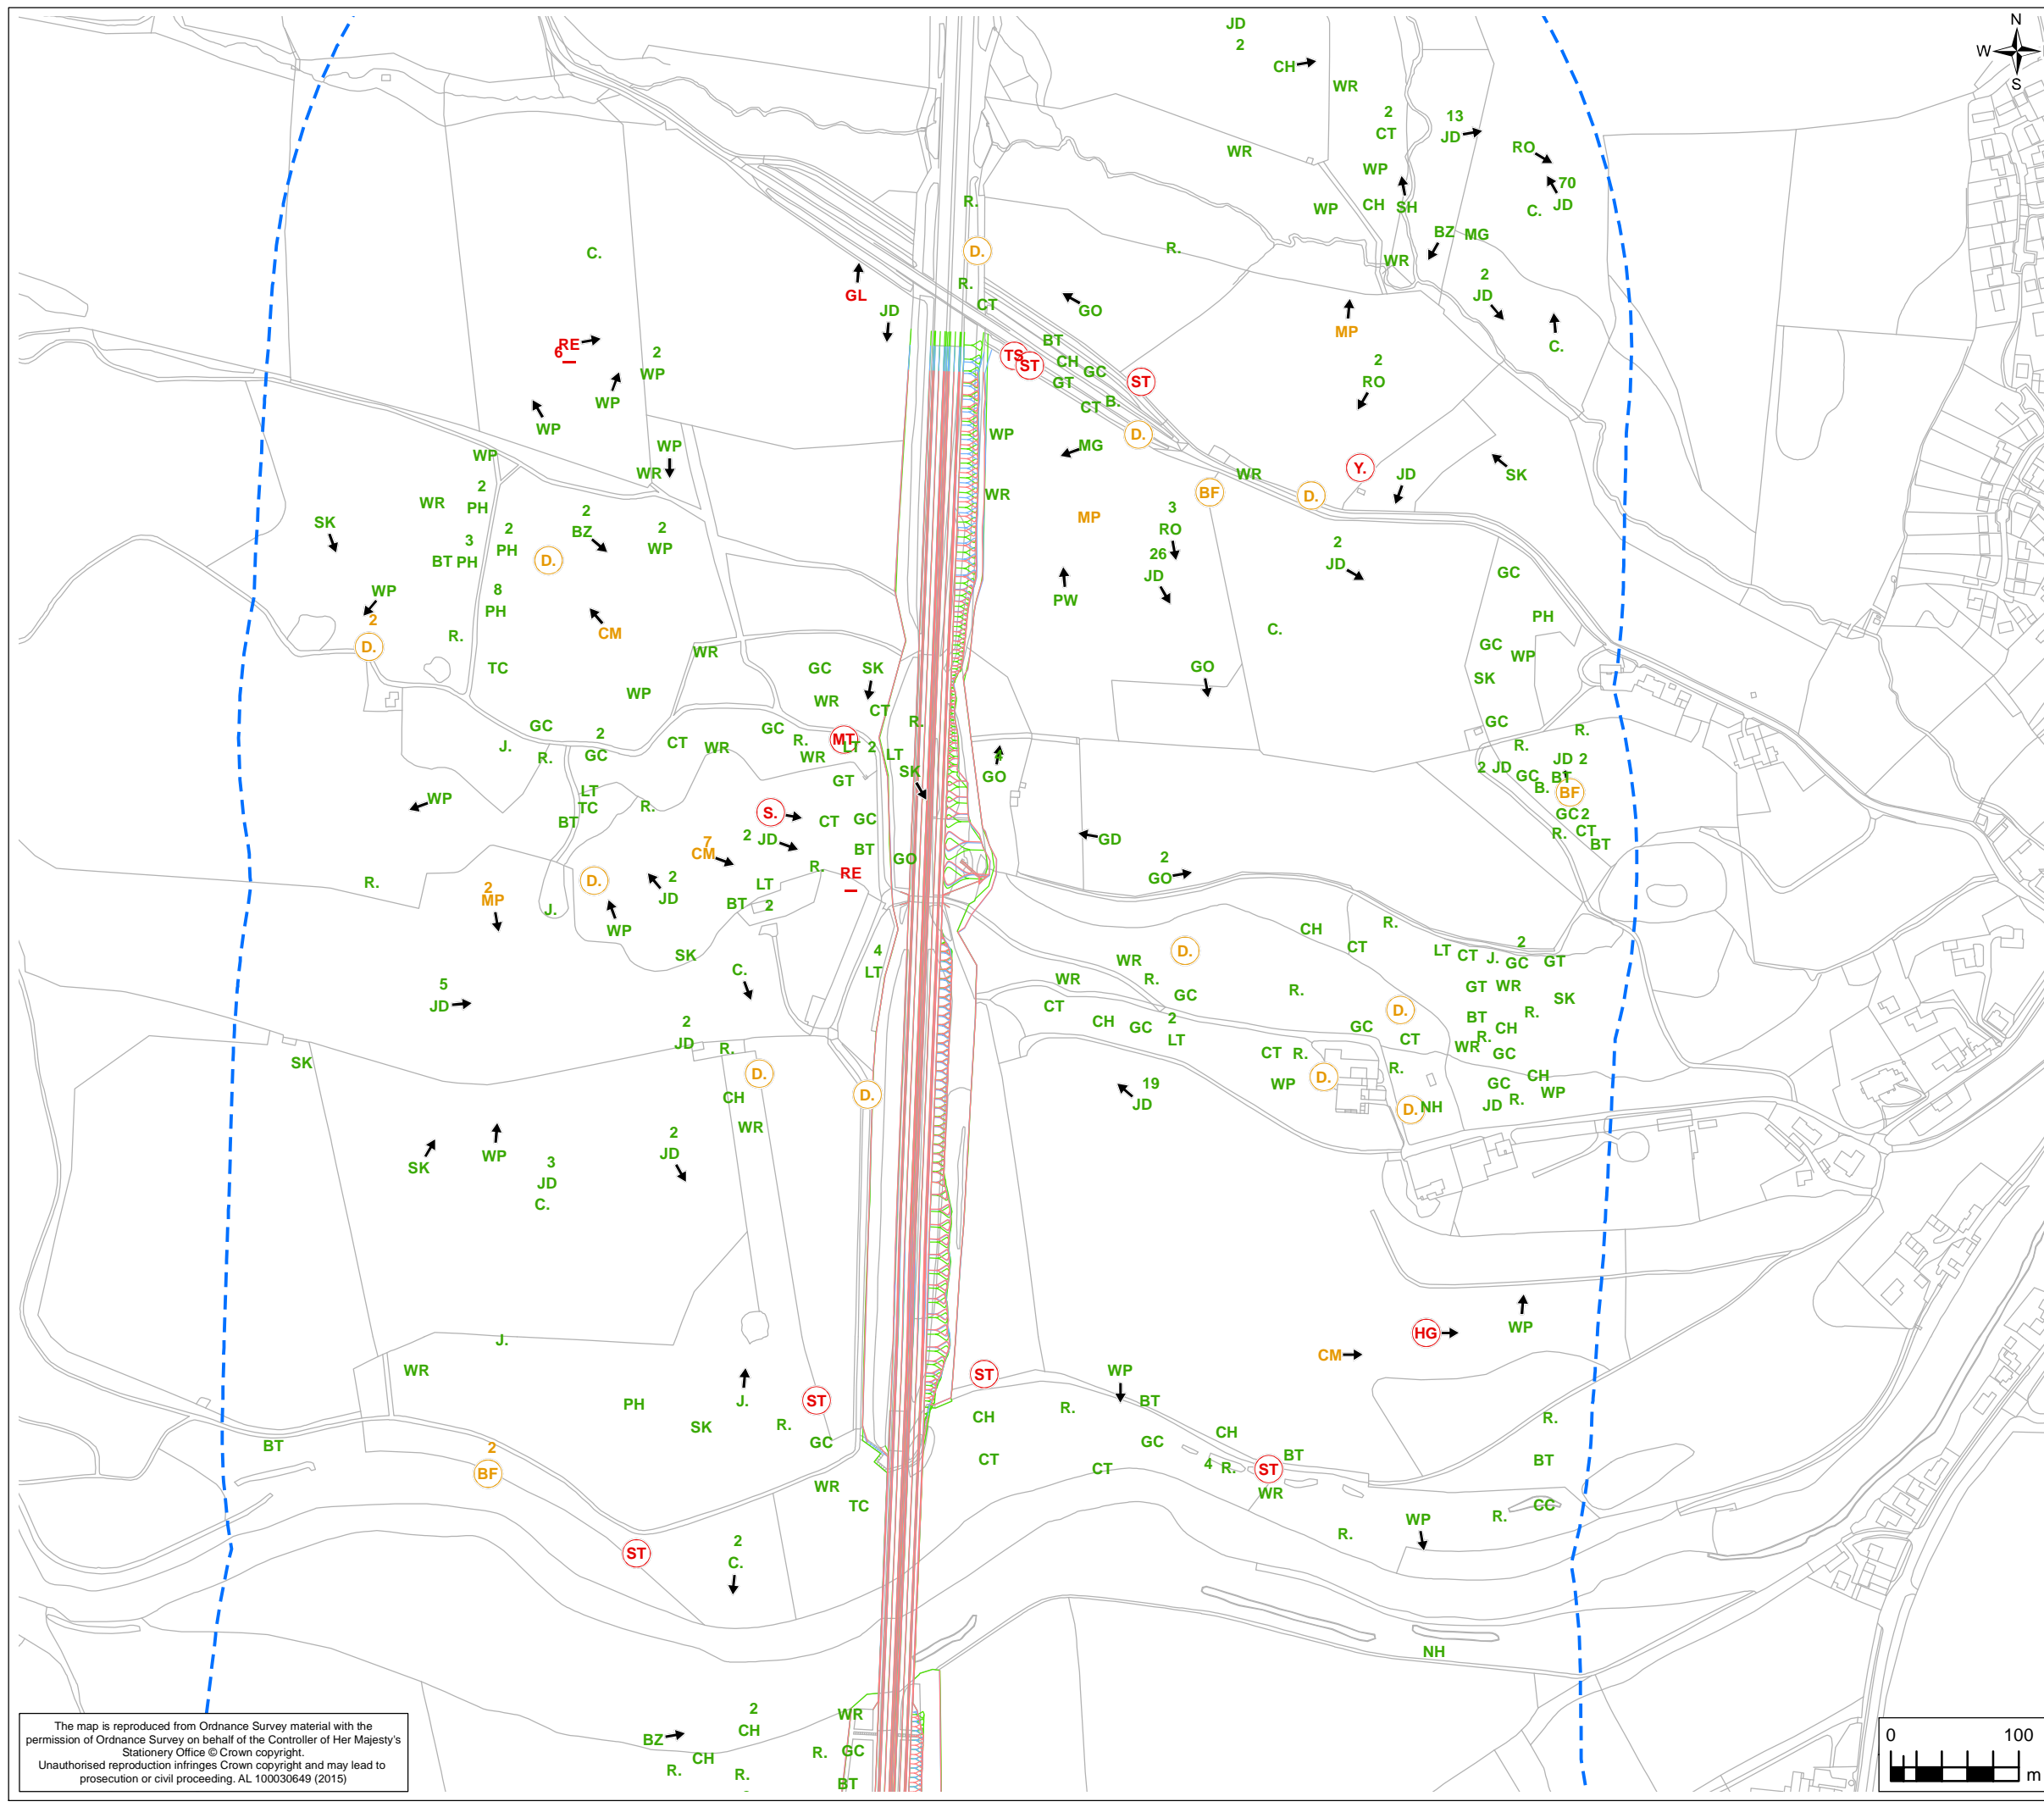 JD
N
2
W
CH
S
WR
2
13
CT
JD
RO
WR
WP
70
R.
CH
SH
JD
WP
C.
BZ
MG
R.
C.
D.
WR
R.
2
GL
JD
CT
GO
JD
MP
RE
6
2
BT
C.
WP
TS
ST
CH
GC
2
GT
ST
RO
WP
CT
B.
WP
WP
D.
WP
MG
WP
WR
WR
Y.
JD
SK
WR
2
PH
WR
BF
D.
SK
2
BZ
2
WP
MP
3
RO
3
2
PH
BT
PH
D.
26
JD
2
JD
GC
WP
8
PH
PW
PH
2
D.
R.
CM
C.
GC
WP
WR
TC
GC
SK
GO
SK
WP
WR
CT
R.
GC
GC
2
GC
J.
R.
CT
WR
GC
R.
WR
MT
LT
2
LT
SK
4
GO
R.
R.
JD
2
2
JD
GC
BT
B.
BF
WP
LT
TC
BT
R.
GT
S.
CT
GC
GC
2
CT
R.
BT
7
CM
2
JD
BT
GO
GD
R.
2
MP
D.
2
JD
R.
RE
2
GO
LT
J.
WP
BT
2
CH
R.
SK
4
LT
C.
D.
WR
R.
WR
CT
LT
CT
J.
2
GC
GT
5
JD
GC
R.
GT
WR
SK
CT
D.
BT
R.
CH
2
JD
R.
CH
GC
2
LT
GC
CT
R.
WR
GC
SK
D.
CT
R.
WP
D.
R.
GC
CH
WP
CH
D.
19
JD
D.
NH
JD
R.
WR
SK
WP
2
JD
3
JD
C.
WP
HG
J.
CM
WR
J.
ST
ST
WP
PH
SK
R.
GC
CH
R.
BT
CH
R.
BT
2
BF
CT
GC
CT
4
R.
ST
BT
BT
WR
TC
WR
R.
WP
R.
CC
ST
2
C.
NH
2
CH
WR
BZ
CH
R.
R.
R.
GC
BT
The map is reproduced from Ordnance Survey material with the
permission of Ordnance Survey on behalf of the Controller of Her Majesty's
Stationery Office © Crown copyright.
Unauthorised reproduction infringes Crown copyright and may lead to
prosecution or civil proceeding. AL 100030649 (2015)
0 100
m